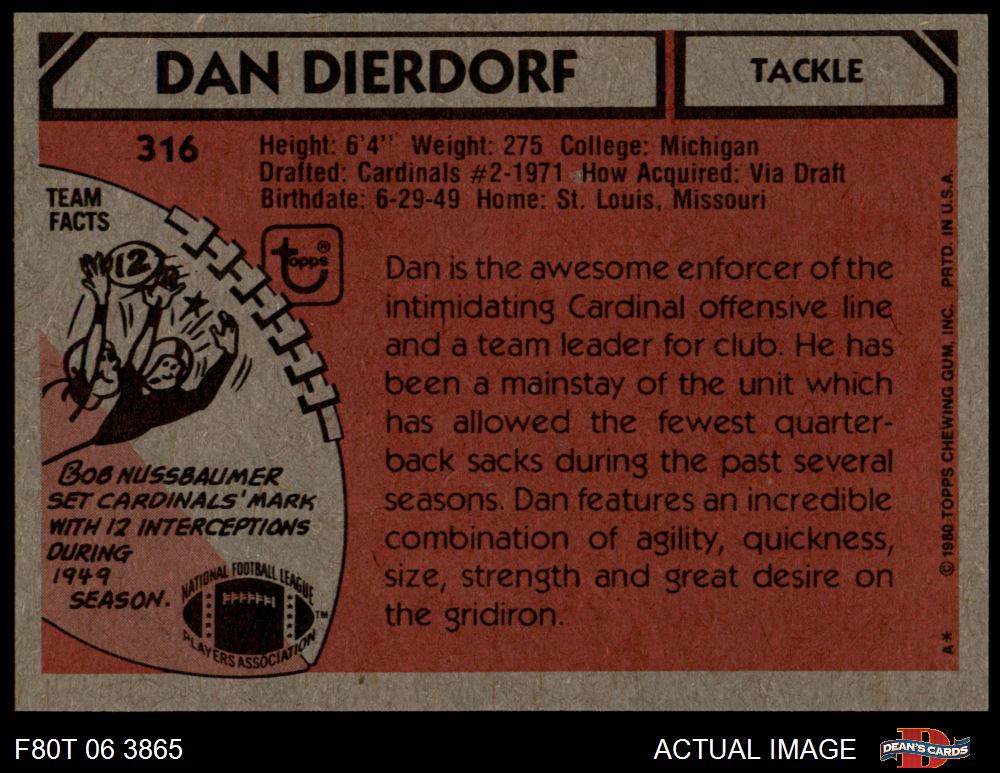 DAN DIERDORF
TACKLE
316
Height: 6'4" Weight: 275 College: Michigan
Drafted: Cardinals #2-1971 How Acquired: Via Draft
Birthdate: 6-29-49 Home: St. Louis, Missouri
TEAM
FACTS
12
topps®
Dan is the awesome enforcer of the
intimidating Cardinal offensive line
and a team leader for club. He has
been a mainstay of the unit which
has allowed the fewest quarter-
back sacks during the past several
seasons. Dan features an incredible
combination of agility, quickness,
size, strength and great desire on
the gridiron.
BOB NUSSBAUMER
SET CARDINALS' MARK
WITH 12 INTERCEPTIONS
DURING
1949
SEASON.
NATIONAL FOOTBALL LEAGUE
PLAYERS ASSOCIATION
TM
A* © 1980 TOPPS CHEWING GUM, INC. PRTD. IN U.S.A.
F80T 06 3865
ACTUAL IMAGE
DEAN'S CARDS